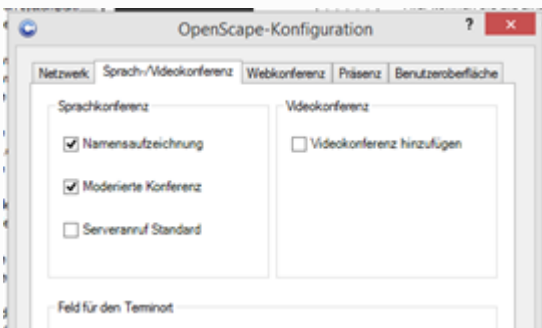 OpenScape-Konfiguration
?
Netzwerk Sprach-/Videokonferenz Webkonferenz Präsenz Benutzeroberfläche
Sprachkonferenz Videokonferenz
Namensaufzeichnung Videokonferenz hinzufügen
Moderierte Konferenz
Serveranruf Standard
Feld für den Terminort